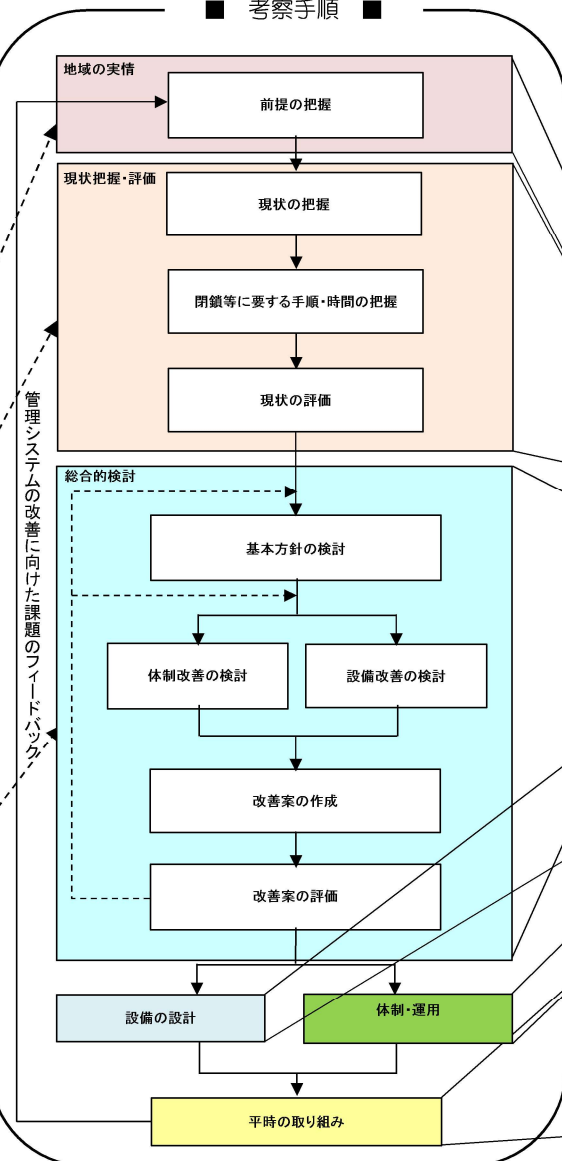 ■ 考察手順 ■
地域の実情
前提の把握
現状把握・評価
現状の把握
閉鎖等に要する手順・時間の把握
現状の評価
管理システムの改善に向けた課題のフィードバック
総合的検討
基本方針の検討
体制改善の検討
設備改善の検討
改善案の作成
改善案の評価
設備の設計
体制・運用
平時の取り組み